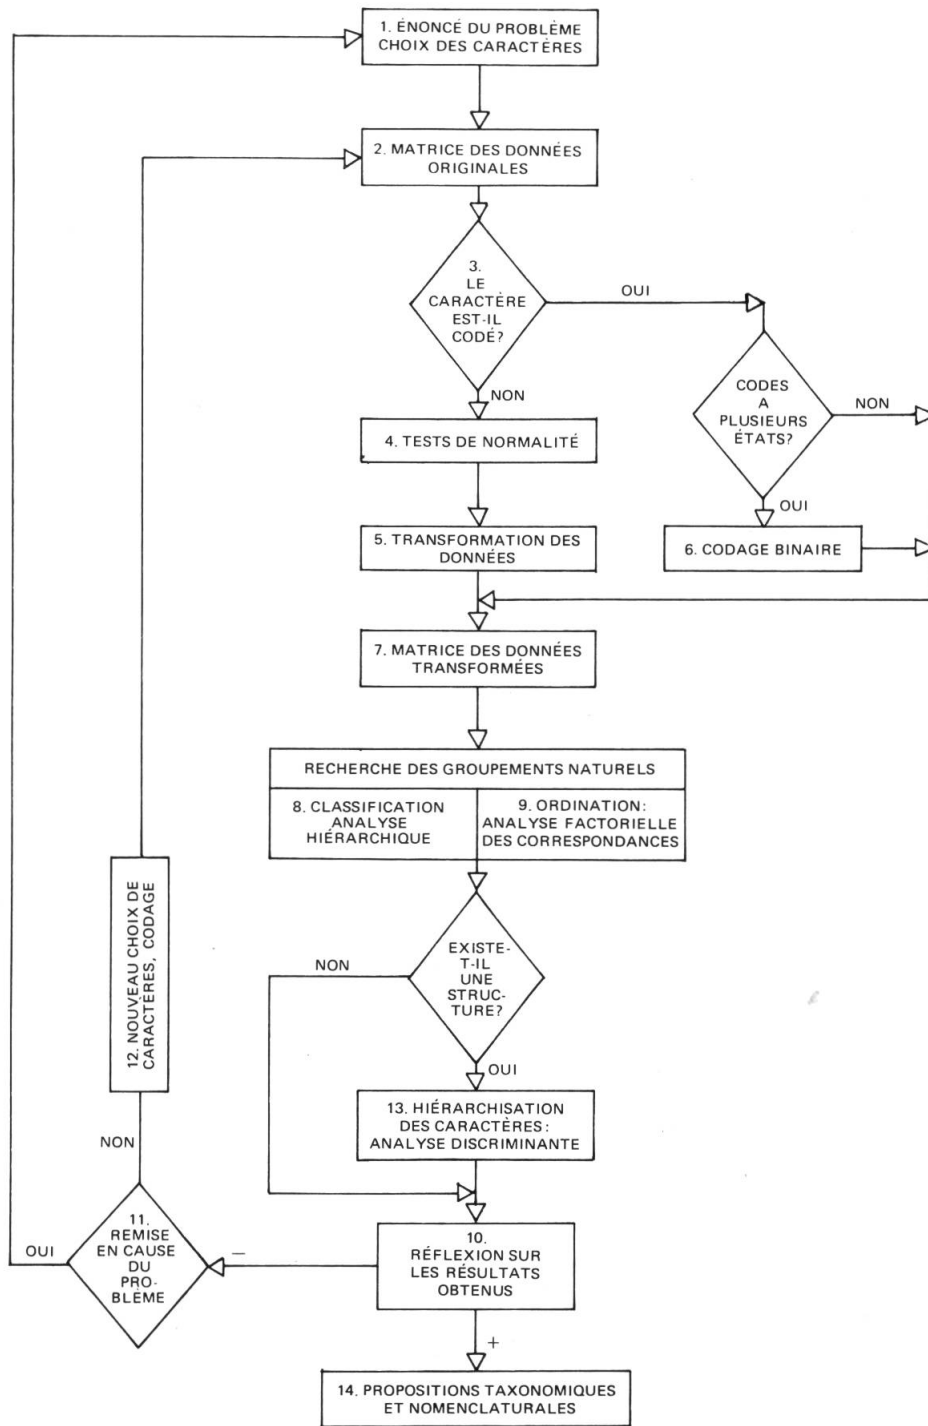 1. ÉNONCÉ DU PROBLÈME
CHOIX DES CARACTÈRES
2. MATRICE DES DONNÉES
ORIGINALES
3.
LE
CARACTÈRE
EST-IL
CODÉ?
OUI
NON
CODES
A
PLUSIEURS
ÉTATS?
NON
OUI
4. TESTS DE NORMALITÉ
5. TRANSFORMATION DES
DONNÉES
6. CODAGE BINAIRE
7. MATRICE DES DONNÉES
TRANSFORMÉES
RECHERCHE DES GROUPEMENTS NATURELS
8. CLASSIFICATION
ANALYSE
HIÉRARCHIQUE
9. ORDINATION:
ANALYSE FACTORIELLE
DES CORRESPONDANCES
EXISTE-
T-IL
UNE
STRUC-
TURE?
NON
OUI
12. NOUVEAU CHOIX DE
CARACTÈRES, CODAGE
13. HIÉRARCHISATION
DES CARACTÈRES:
ANALYSE DISCRIMINANTE
NON
11.
REMISE
EN CAUSE
DU
PRO-
BLÈME
OUI
–
10.
RÉFLEXION SUR
LES RÉSULTATS
OBTENUS
+
14. PROPOSITIONS TAXONOMIQUES
ET NOMENCLATURALES